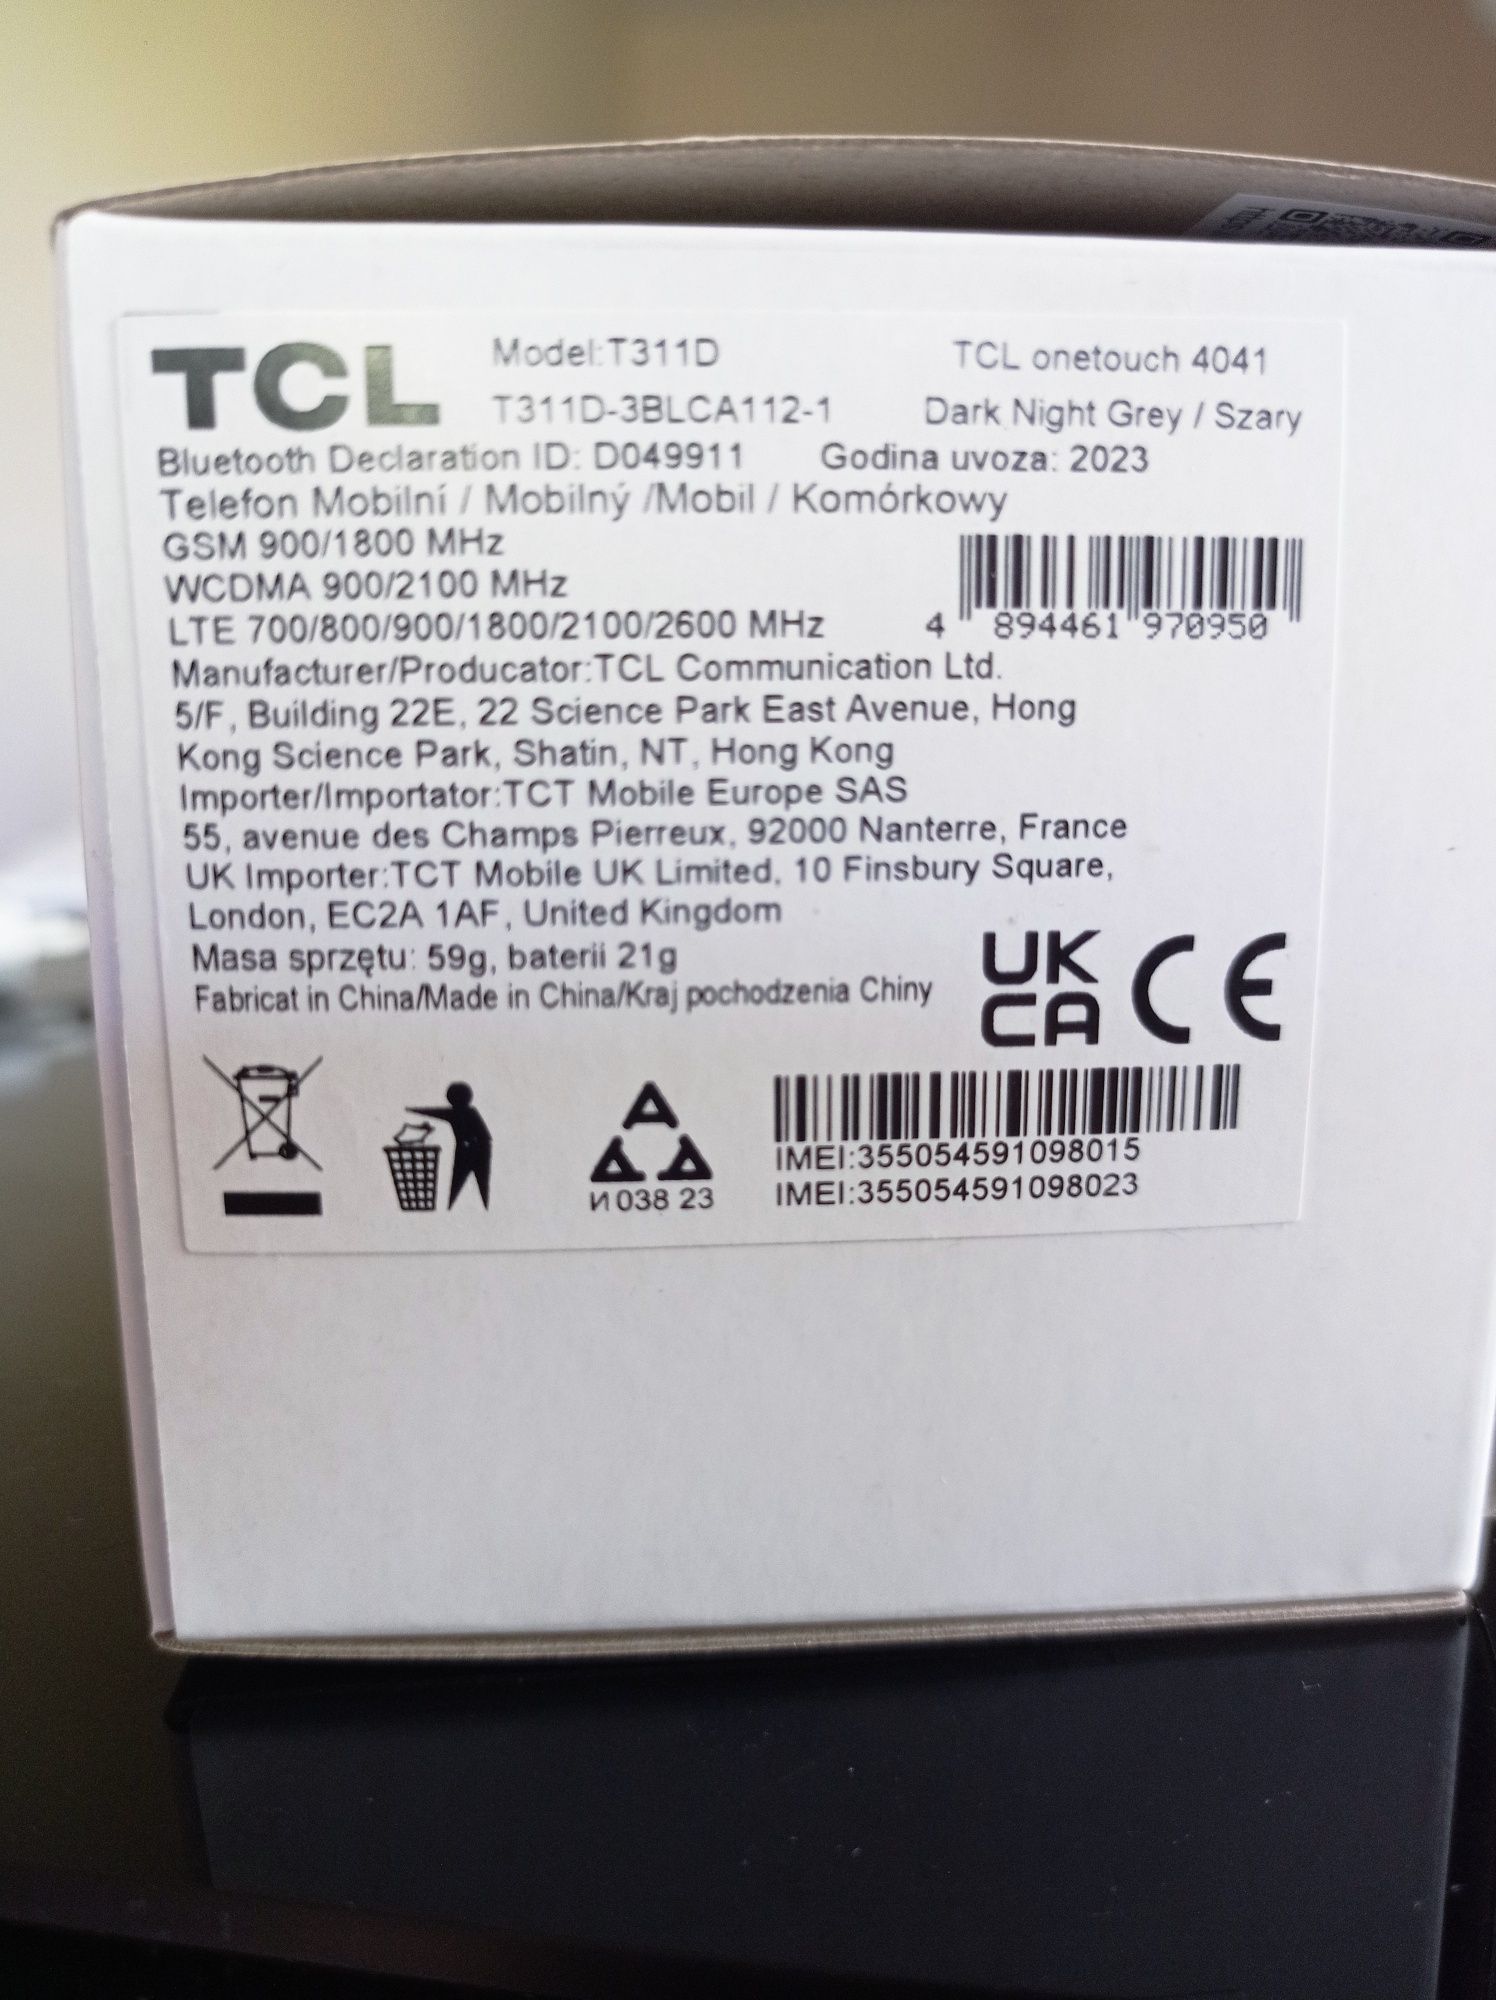 TCL
Model:T311D
TCL onetouch 4041
T311D-3BLCA112-1
Dark Night Grey / Szary
Bluetooth Declaration ID: D049911
Godina uvoza: 2023
Telefon Mobilní / Mobilný /Mobil / Komórkowy
GSM 900/1800 MHz
WCDMA 900/2100 MHz
LTE 700/800/900/1800/2100/2600 MHz
4 894461 970950
Manufacturer/Producator:TCL Communication Ltd.
5/F, Building 22E, 22 Science Park East Avenue, Hong
Kong Science Park, Shatin, NT, Hong Kong
Importer/Importator:TCT Mobile Europe SAS
55, avenue des Champs Pierreux, 92000 Nanterre, France
UK Importer:TCT Mobile UK Limited, 10 Finsbury Square,
London, EC2A 1AF, United Kingdom
Masa sprzętu: 59g, baterii 21g
Fabricat in China/Made in China/Kraj pochodzenia Chiny
UK
CA
CE
A
A A
И 038 23
IMEI:355054591098015
IMEI:355054591098023